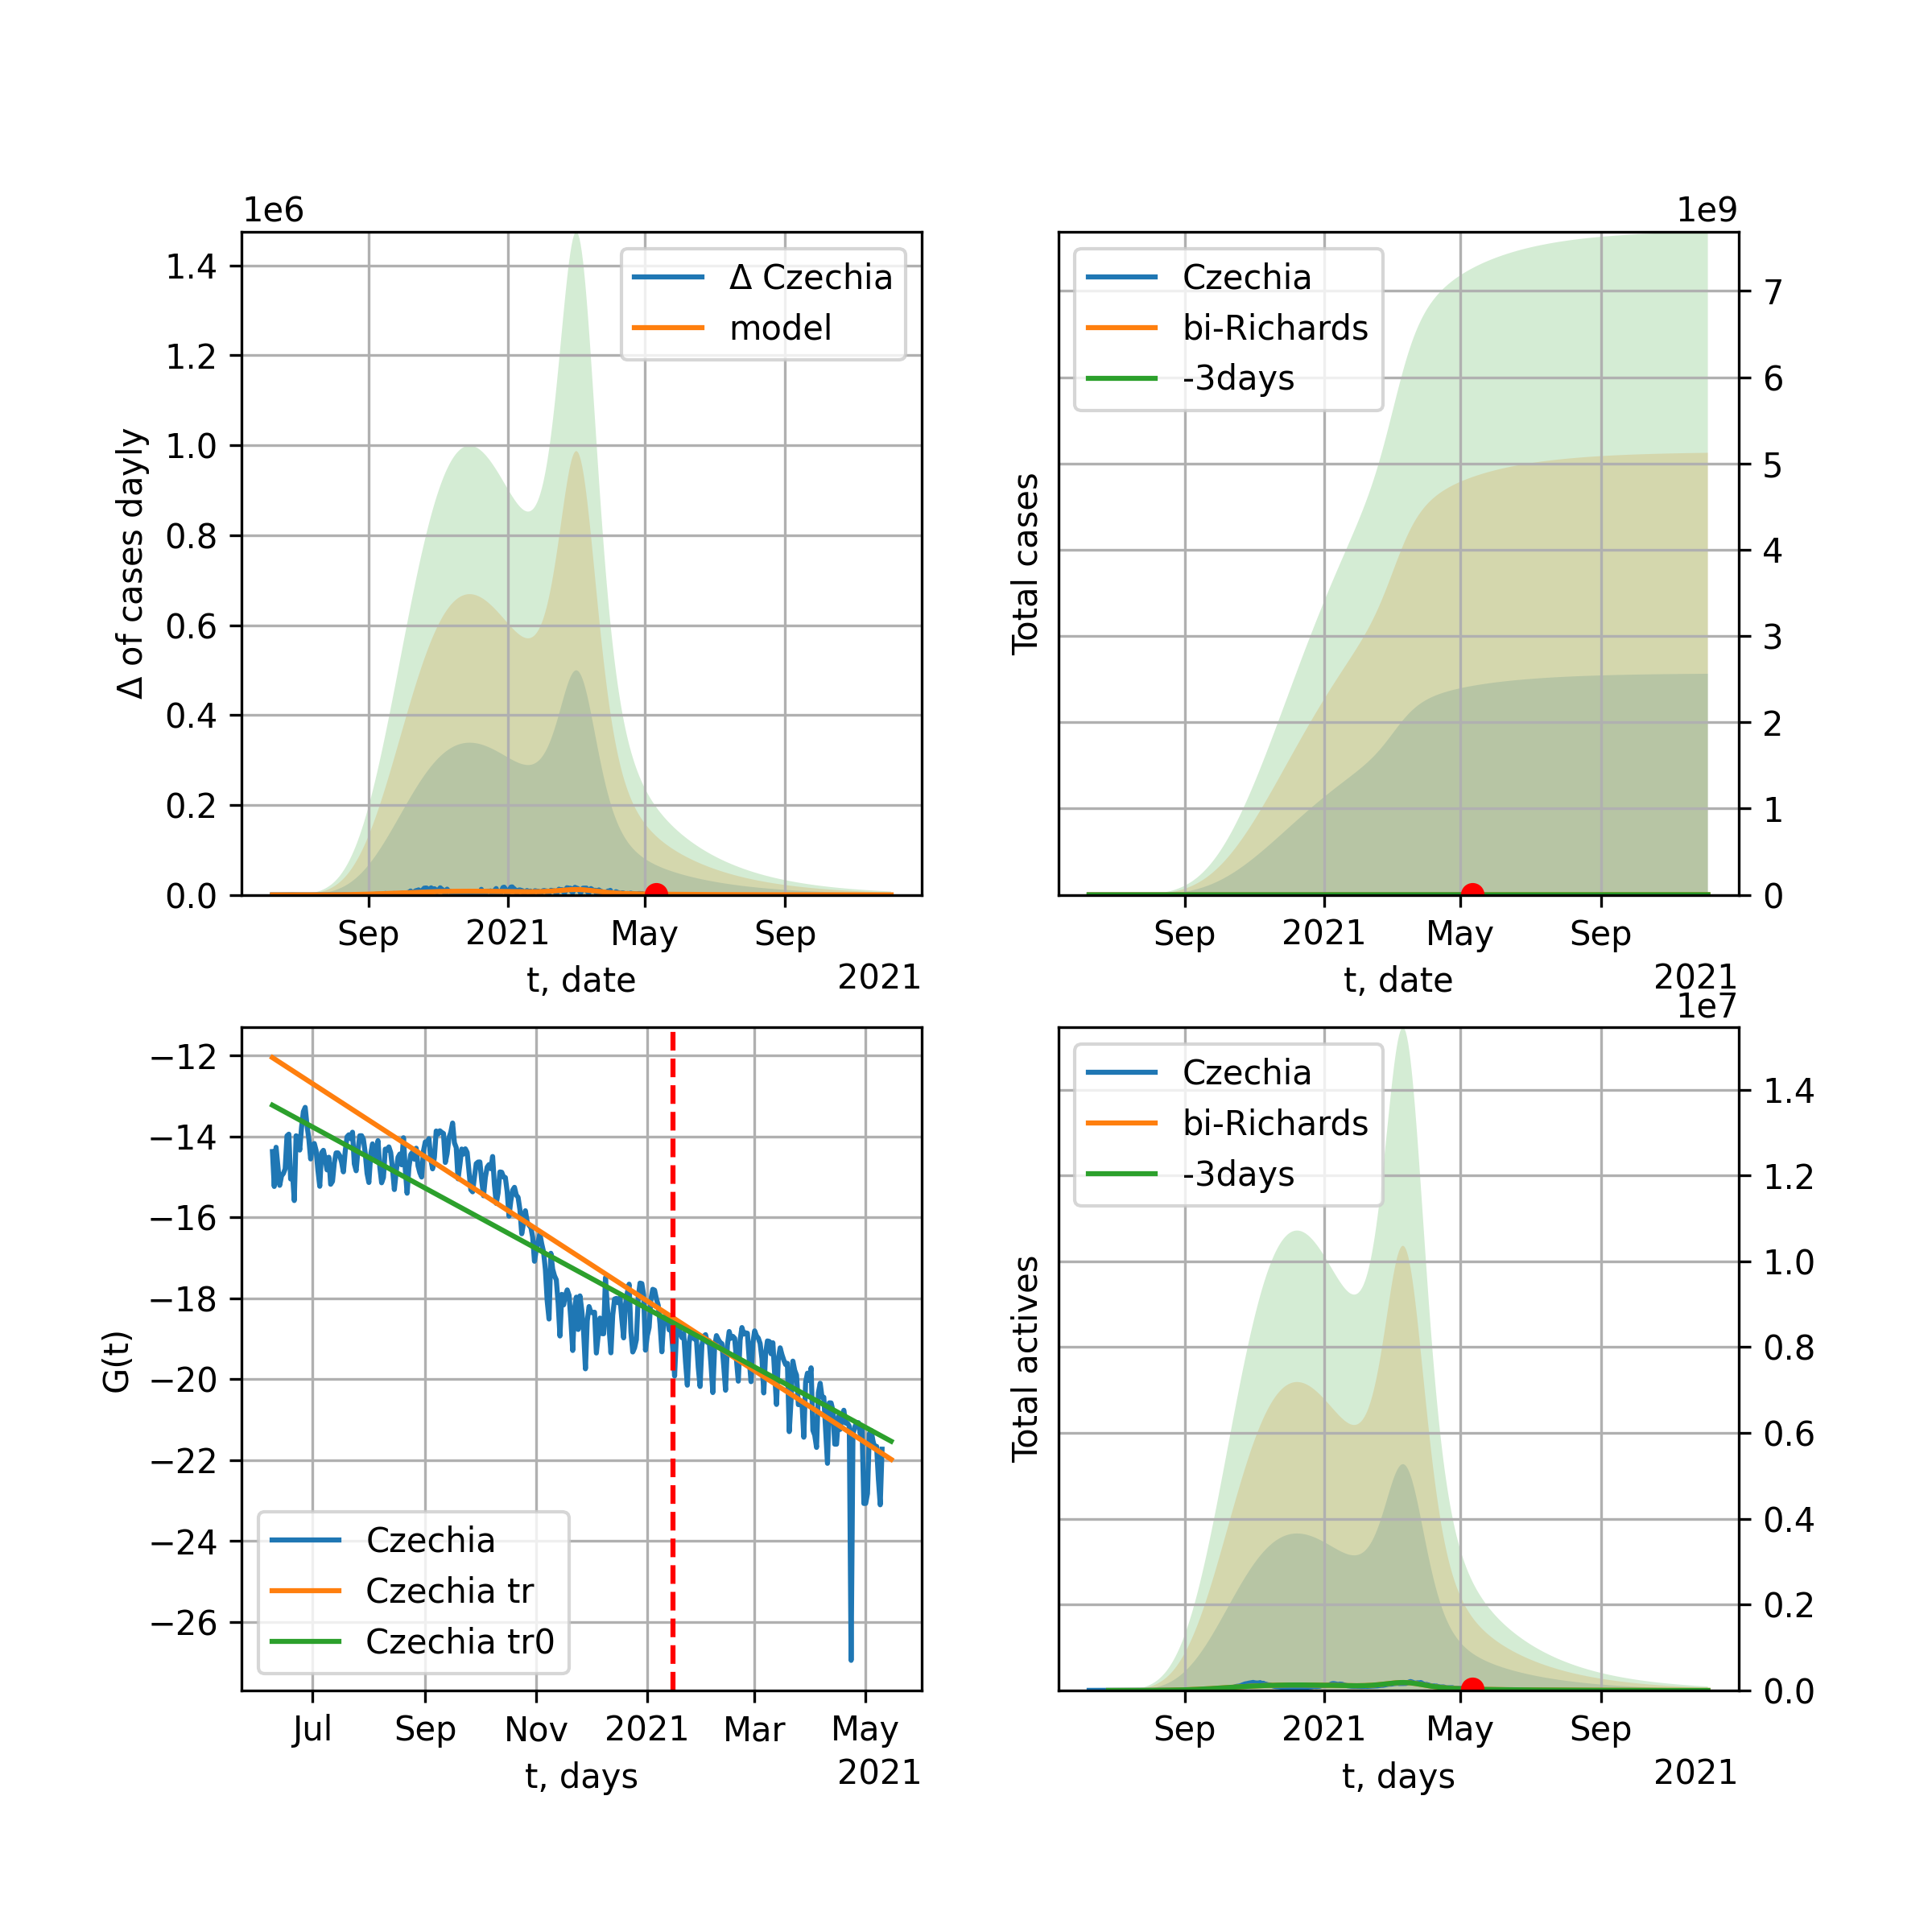 1e6
Δ of cases dayly
1.4
1.2
1.0
0.8
0.6
0.4
0.2
0.0
Δ Czechia
model
Sep
2021
May
Sep
t, date
2021
1e9
Total cases
Czechia
bi-Richards
-3days
7
6
5
4
3
2
1
0
Sep
2021
May
Sep
t, date
2021
G(t)
−12
−14
−16
−18
−20
−22
−24
−26
Czechia
Czechia tr
Czechia tr0
Jul
Sep
Nov
2021
Mar
May
t, days
2021
1e7
Total actives
Czechia
bi-Richards
-3days
1.4
1.2
1.0
0.8
0.6
0.4
0.2
0.0
Sep
2021
May
Sep
t, days
2021